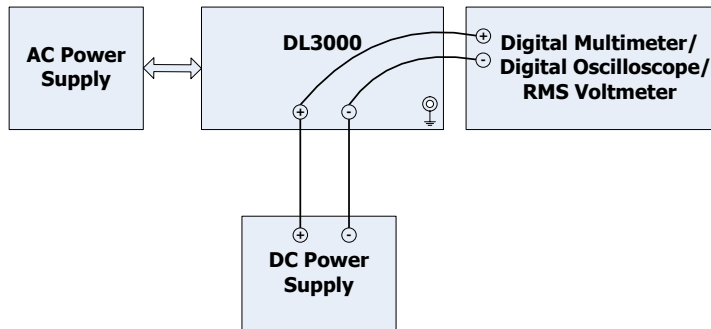 AC Power
Supply
DL3000
+
-
+
-
Digital Multimeter/
Digital Oscilloscope/
RMS Voltmeter
+
-
DC Power
Supply